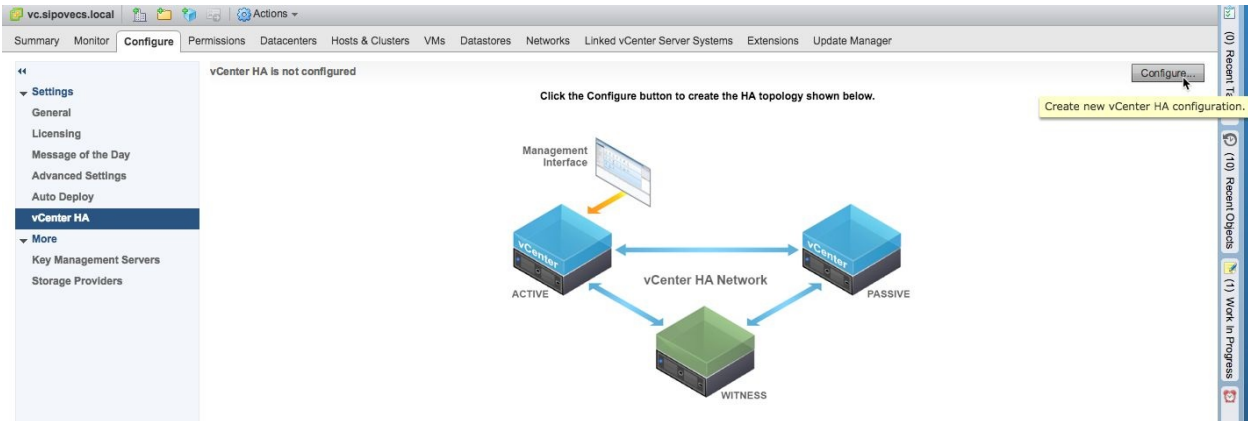 vc.sipovecs.local Actions
Summary Monitor Configure Permissions Datacenters Hosts & Clusters VMs Datastores Networks Linked vCenter Server Systems Extensions Update Manager
Settings
General
Licensing
Message of the Day
Advanced Settings
Auto Deploy
vCenter HA
More
Key Management Servers
Storage Providers
vCenter HA is not configured
Configure...
Click the Configure button to create the HA topology shown below.
Create new vCenter HA configuration.
Management
Interface
vCenter
vCenter
vCenter HA Network
ACTIVE
PASSIVE
WITNESS
(0) Recent
(10) Recent Objects
(1) Work In Progress